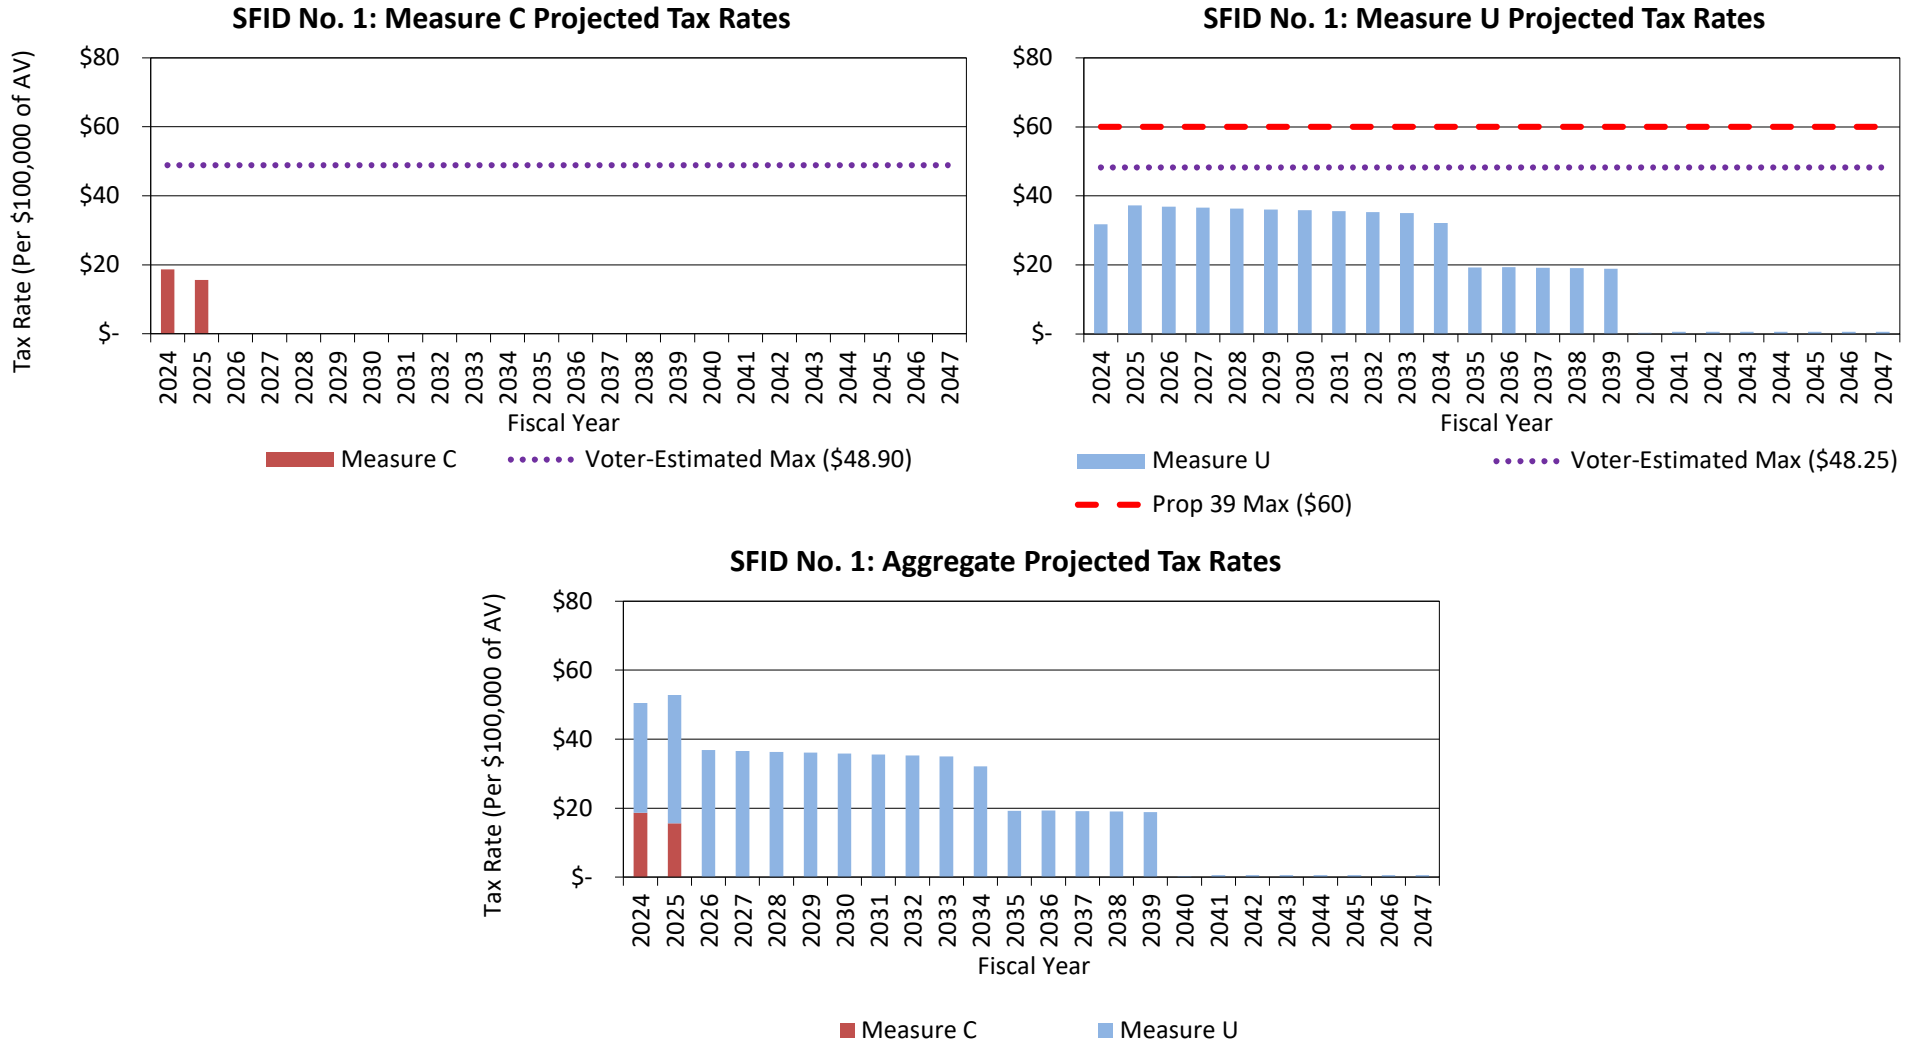 SFID No. 1: Measure C Projected Tax Rates
Tax Rate (Per $100,000 of AV)
$80
$60
$40
$20
$-
2024 2025 2026 2027 2028 2029 2030 2031 2032 2033 2034 2035 2036 2037 2038 2039 2040 2041 2042 2043 2044 2045 2046 2047
Fiscal Year
Measure C
Voter-Estimated Max ($48.90)
SFID No. 1: Measure U Projected Tax Rates
$80
$60
$40
$20
$-
2024 2025 2026 2027 2028 2029 2030 2031 2032 2033 2034 2035 2036 2037 2038 2039 2040 2041 2042 2043 2044 2045 2046 2047
Fiscal Year
Measure U
Voter-Estimated Max ($48.25)
Prop 39 Max ($60)
SFID No. 1: Aggregate Projected Tax Rates
Tax Rate (Per $100,000 of AV)
$80
$60
$40
$20
$-
2024 2025 2026 2027 2028 2029 2030 2031 2032 2033 2034 2035 2036 2037 2038 2039 2040 2041 2042 2043 2044 2045 2046 2047
Fiscal Year
Measure C
Measure U